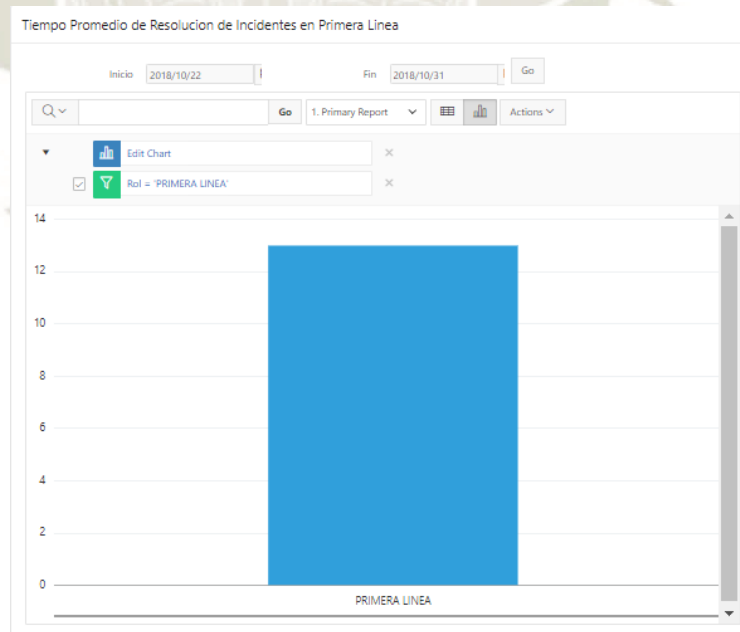 Tiempo Promedio de Resolucion de Incidentes en Primera Linea
Inicio 2018/10/22 Fin 2018/10/31 Go
Go 1. Primary Report Actions
Edit Chart
Rol = 'PRIMERA LINEA'
14
12
10
8
6
4
2
0
PRIMERA LINEA